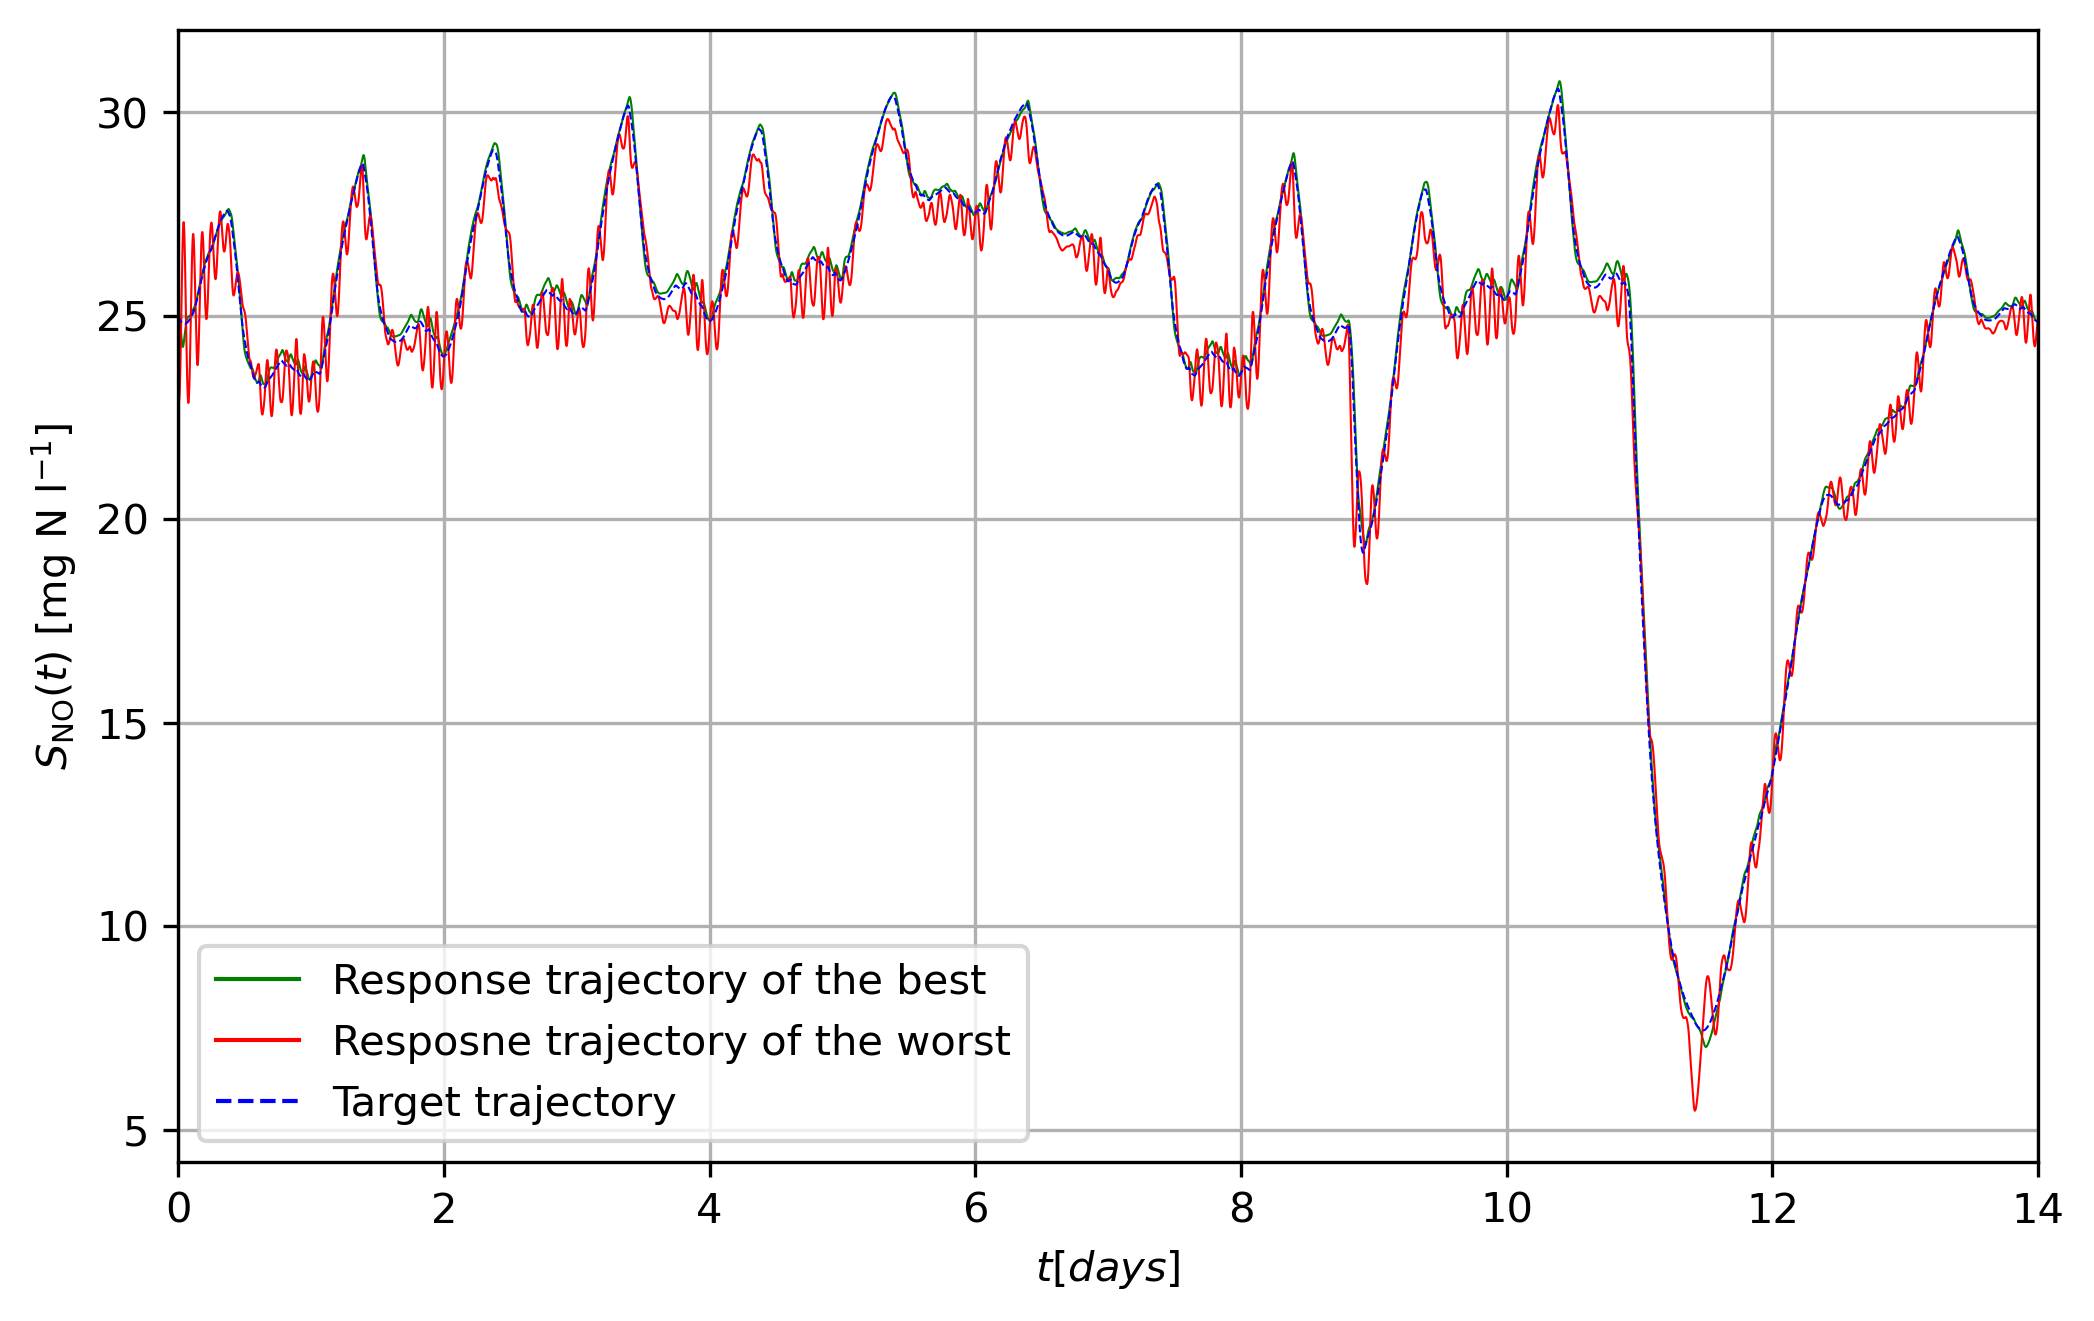 30
25
20
15
10
5
S_NO(t) [mg N l⁻¹]
Response trajectory of the best
Resposne trajectory of the worst
Target trajectory
0 2 4 6 8 10 12 14
t[days]